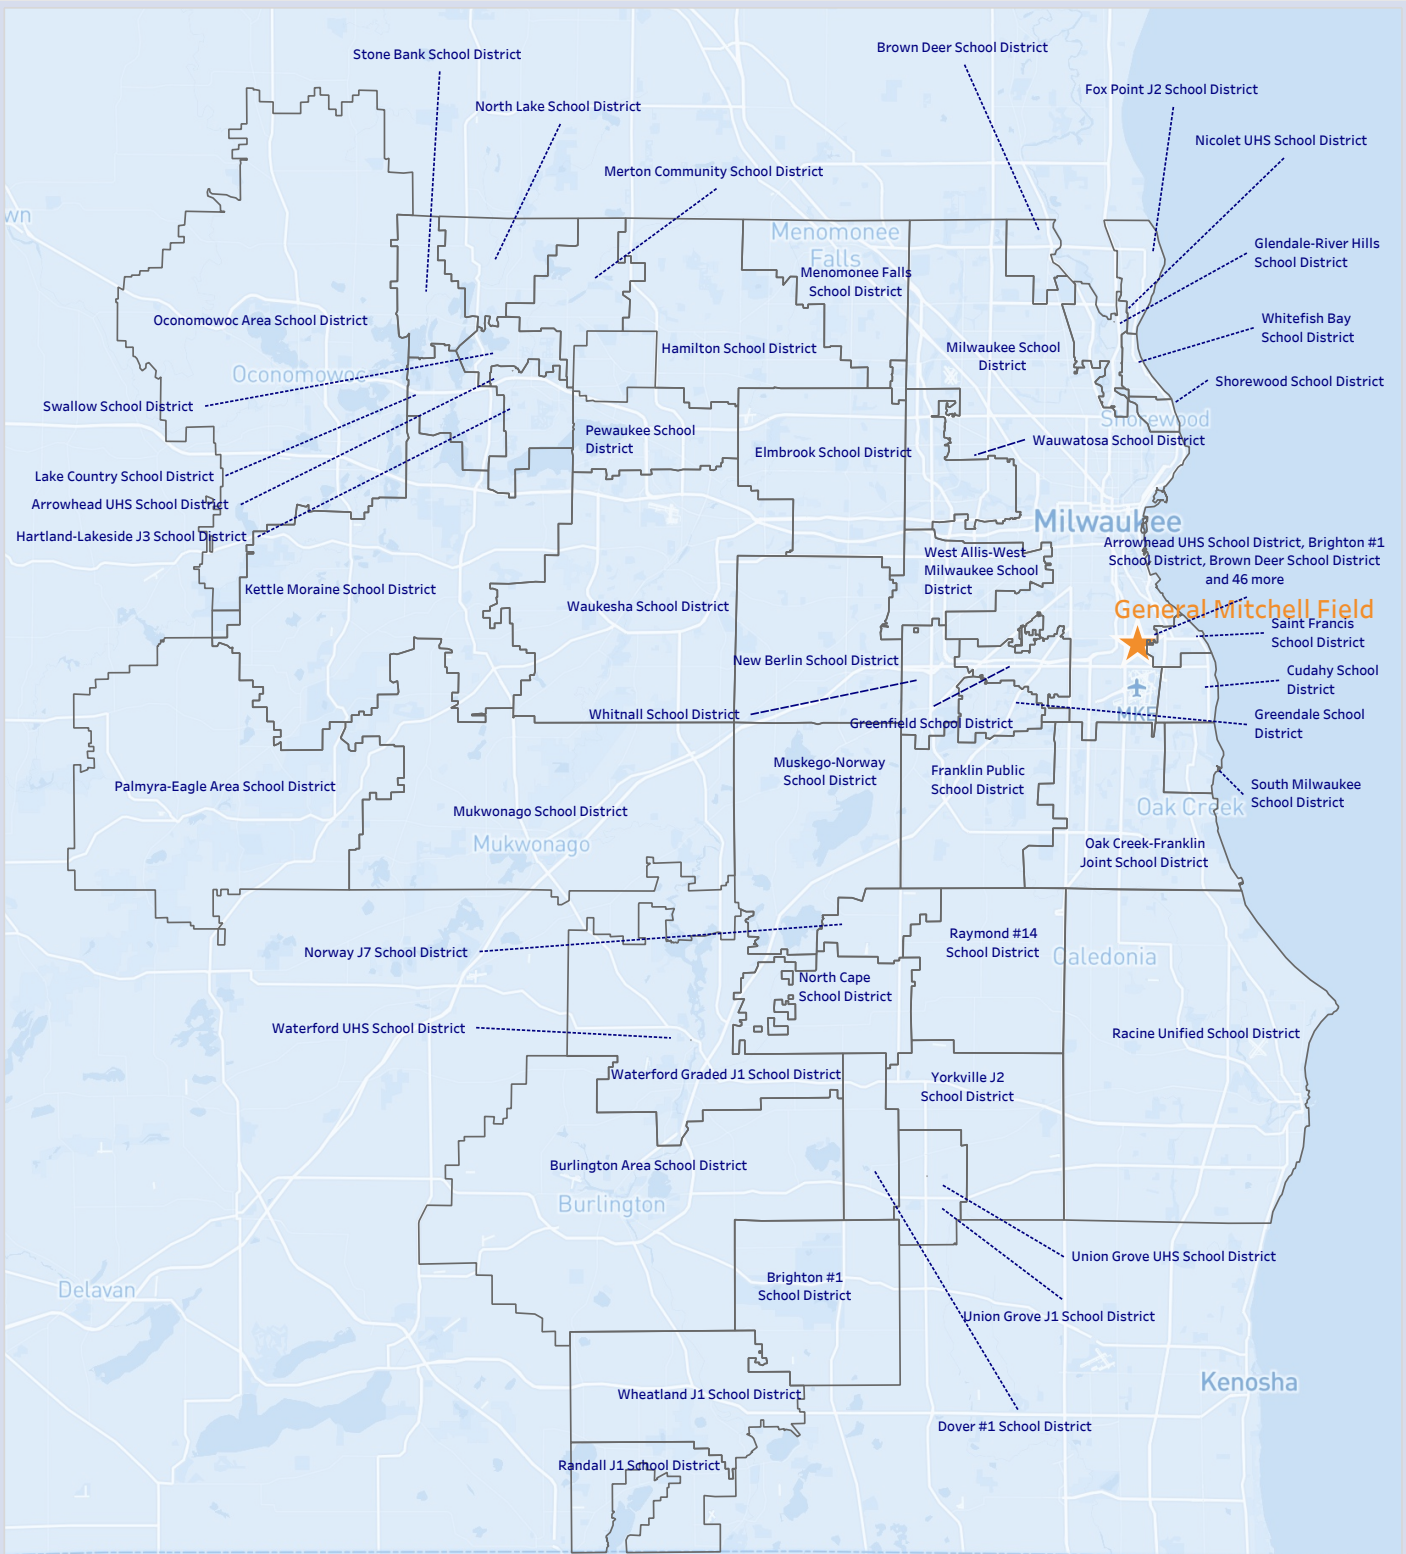 Stone Bank School District
Brown Deer School District
Fox Point J2 School District
North Lake School District
Nicolet UHS School District
Merton Community School District
wn
Menomonee
Falls
Glendale-River Hills
School District
Menomonee Falls
School District
Oconomowoc Area School District
Whitefish Bay
School District
Hamilton School District
Milwaukee School
District
Oconomowoc
Shorewood School District
Swallow School District
Shorewood
Pewaukee School
District
Wauwatosa School District
Elmbrook School District
Lake Country School District
Arrowhead UHS School District
Milwaukee
Hartland-Lakeside J3 School District
Arrowhead UHS School District, Brighton #1
School District, Brown Deer School District
and 46 more
West Allis-West
Milwaukee School
District
Kettle Moraine School District
Waukesha School District
General Mitchell Field
Saint Francis
School District
New Berlin School District
Cudahy School
District
Whitnall School District
MKE
Greenfield School District
Greendale School
District
Muskego-Norway
School District
Franklin Public
School District
Palmyra-Eagle Area School District
South Milwaukee
School District
Mukwonago School District
Oak Creek
Mukwonago
Oak Creek-Franklin
Joint School District
Norway J7 School District
Raymond #14
School District
Caledonia
North Cape
School District
Waterford UHS School District
Racine Unified School District
Waterford Graded J1 School District
Yorkville J2
School District
Burlington Area School District
Burlington
Union Grove UHS School District
Delavan
Brighton #1
School District
Union Grove J1 School District
Kenosha
Wheatland J1 School District
Dover #1 School District
Randall J1 School District